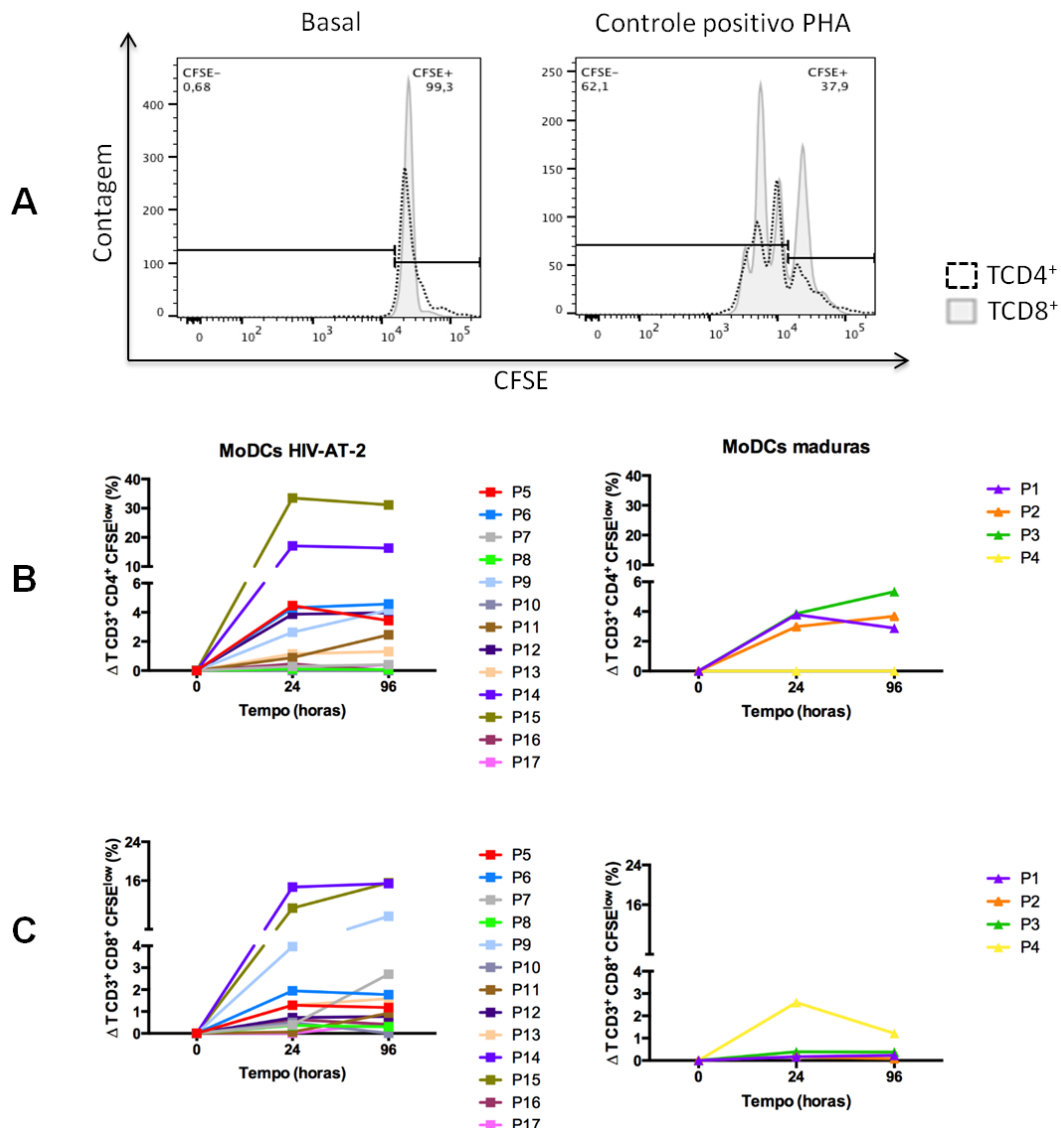 A
Basal
Controle positivo PHA
CFSE−
0,68
CFSE+
99,3
400
300
200
100
0
0 10² 10³ 10⁴ 10⁵
CFSE−
62,1
CFSE+
37,9
250
200
150
100
50
0
0 10² 10³ 10⁴ 10⁵
Contagem
CFSE
TCD4⁺
TCD8⁺
B
MoDCs HIV-AT-2
Δ T CD3⁺ CD4⁺ CFSEˡᵒʷ (%)
40
30
20
10
6
4
2
0
0 24 96
Tempo (horas)
P5
P6
P7
P8
P9
P10
P11
P12
P13
P14
P15
P16
P17
MoDCs maduras
Δ T CD3⁺ CD4⁺ CFSEˡᵒʷ (%)
40
30
20
10
6
4
2
0
0 24 96
Tempo (horas)
P1
P2
P3
P4
C
Δ TCD3⁺ CD8⁺ CFSEˡᵒʷ (%)
24
16
4
3
2
1
0
0 24 96
Tempo (horas)
P5
P6
P7
P8
P9
P10
P11
P12
P13
P14
P15
P16
P17
Δ T CD3⁺ CD8⁺ CFSEˡᵒʷ (%)
24
16
4
3
2
1
0
0 24 96
Tempo (horas)
P1
P2
P3
P4